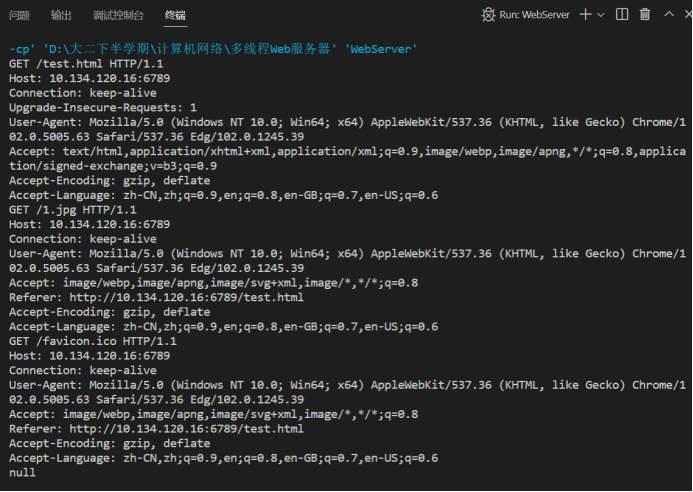 问题 输出 调试控制台 终端 Run: WebServer
-cp' 'D:\大二下半学期\计算机网络\多线程Web服务器' 'WebServer'
GET /test.html HTTP/1.1
Host: 10.134.120.16:6789
Connection: keep-alive
Upgrade-Insecure-Requests: 1
User-Agent: Mozilla/5.0 (Windows NT 10.0; Win64; x64) AppleWebKit/537.36 (KHTML, like Gecko) Chrome/1
02.0.5005.63 Safari/537.36 Edg/102.0.1245.39
Accept: text/html,application/xhtml+xml,application/xml;q=0.9,image/webp,image/apng,*/*;q=0.8,applica
tion/signed-exchange;v=b3;q=0.9
Accept-Encoding: gzip, deflate
Accept-Language: zh-CN,zh;q=0.9,en;q=0.8,en-GB;q=0.7,en-US;q=0.6
GET /1.jpg HTTP/1.1
Host: 10.134.120.16:6789
Connection: keep-alive
User-Agent: Mozilla/5.0 (Windows NT 10.0; Win64; x64) AppleWebKit/537.36 (KHTML, like Gecko) Chrome/1
02.0.5005.63 Safari/537.36 Edg/102.0.1245.39
Accept: image/webp,image/apng,image/svg+xml,image/*,*/*;q=0.8
Referer: http://10.134.120.16:6789/test.html
Accept-Encoding: gzip, deflate
Accept-Language: zh-CN,zh;q=0.9,en;q=0.8,en-GB;q=0.7,en-US;q=0.6
GET /favicon.ico HTTP/1.1
Host: 10.134.120.16:6789
Connection: keep-alive
User-Agent: Mozilla/5.0 (Windows NT 10.0; Win64; x64) AppleWebKit/537.36 (KHTML, like Gecko) Chrome/1
02.0.5005.63 Safari/537.36 Edg/102.0.1245.39
Accept: image/webp,image/apng,image/svg+xml,image/*,*/*;q=0.8
Referer: http://10.134.120.16:6789/test.html
Accept-Encoding: gzip, deflate
Accept-Language: zh-CN,zh;q=0.9,en;q=0.8,en-GB;q=0.7,en-US;q=0.6
null